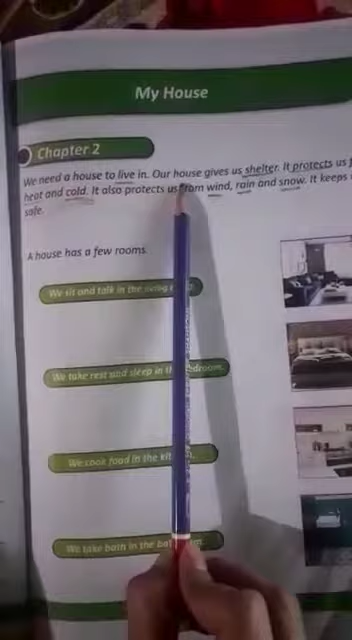 My House
Chapter 2
We need a house to live in. Our house gives us shelter. It protects us
heat and cold. It also protects us from wind, rain and snow. It keeps
safe.
A house has a few rooms.
We sit and talk in the living
We take rest and sleep in the bedroom.
We cook food in the
We take bath in the